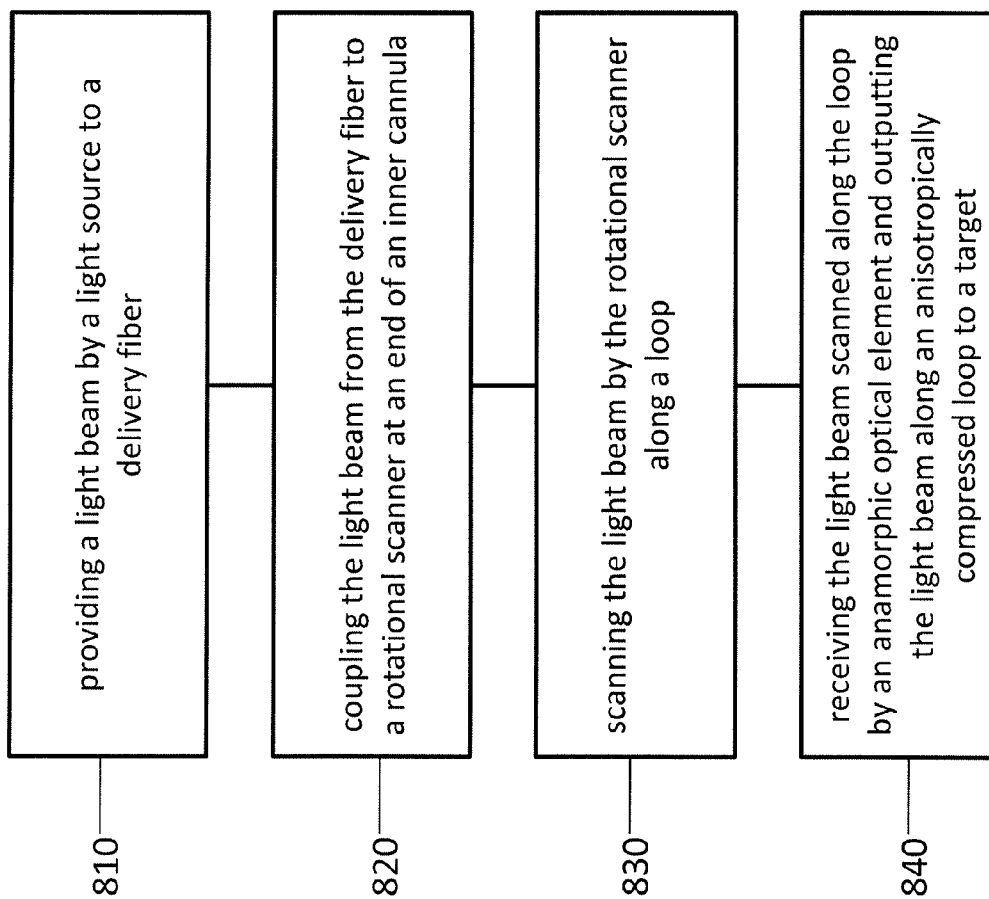 810
providing a light beam by a light source to a
delivery fiber
820
coupling the light beam from the delivery fiber to
a rotational scanner at an end of an inner cannula
830
scanning the light beam by the rotational scanner
along a loop
840
receiving the light beam scanned along the loop
by an anamorphic optical element and outputting
the light beam along an anisotropically
compressed loop to a target